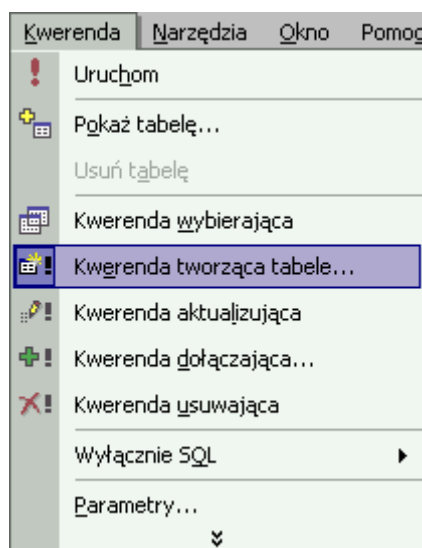 Kwerenda Narzędzia Okno Pomog
Uruchom
Pokaż tabelę...
Usuń tabelę
Kwerenda wybierająca
Kwerenda tworząca tabele...
Kwerenda aktualizująca
Kwerenda dołączająca...
Kwerenda usuwająca
Wyłącznie SQL
Parametry...